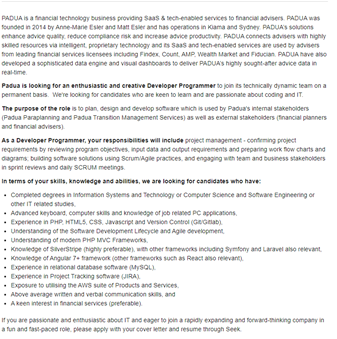 PADUA is a financial technology business providing SaaS & tech-enabled services to financial advisers. PADUA was
founded in 2014 by Anne-Marie Esler and Matt Esler and has operations in Kiama and Sydney. PADUA's solutions
enhance advice quality, reduce compliance risk and increase advice productivity. PADUA connects advisers with highly
skilled resources via intelligent, proprietary technology and its SaaS and tech-enabled services are used by advisers
from leading financial services licensees including Findex, Count, AMP, Wealth Market and Fiducian. PADUA have also
developed a sophisticated data engine and visual dashboards to deliver PADUA's highly sought-after advice data in
real-time.
Padua is looking for an enthusiastic and creative Developer Programmer to join its technically dynamic team on a
permanent basis. We're looking for candidates who are keen to learn and are passionate about coding and IT.
The purpose of the role is to plan, design and develop software which is used by Padua's internal stakeholders
(Padua Paraplanning and Padua Transition Management Services) as well as external stakeholders (financial planners
and financial advisers).
As a Developer Programmer, your responsibilities will include project management - confirming project
requirements by reviewing program objectives, input data and output requirements and preparing work flow charts and
diagrams, building software solutions using Scrum/Agile practices, and engaging with team and business stakeholders
in sprint reviews and daily SCRUM meetings.
In terms of your skills, knowledge and abilities, we are looking for candidates who have:
• Completed degrees in Information Systems and Technology or Computer Science and Software Engineering or
other IT related studies,
• Advanced keyboard, computer skills and knowledge of job related PC applications,
• Experience in PHP, HTML5, CSS, Javascript and Version Control (Git/Gitlab),
• Understanding of the Software Development Lifecycle and Agile development,
• Understanding of modern PHP MVC Frameworks,
• Knowledge of SilverStripe (highly preferable), with other frameworks including Symfony and Laravel also relevant,
• Knowledge of Angular 7+ framework (other frameworks such as React also relevant),
• Experience in relational database software (MySQL),
• Experience in Project Tracking software (JIRA),
• Exposure to utilising the AWS suite of Products and Services,
• Above average written and verbal communication skills, and
• A keen interest in financial services (preferable).
If you are passionate and enthusiastic about IT and eager to join a rapidly expanding and forward-thinking company in
a fun and fast-paced role, please apply with your cover letter and resume through Seek.